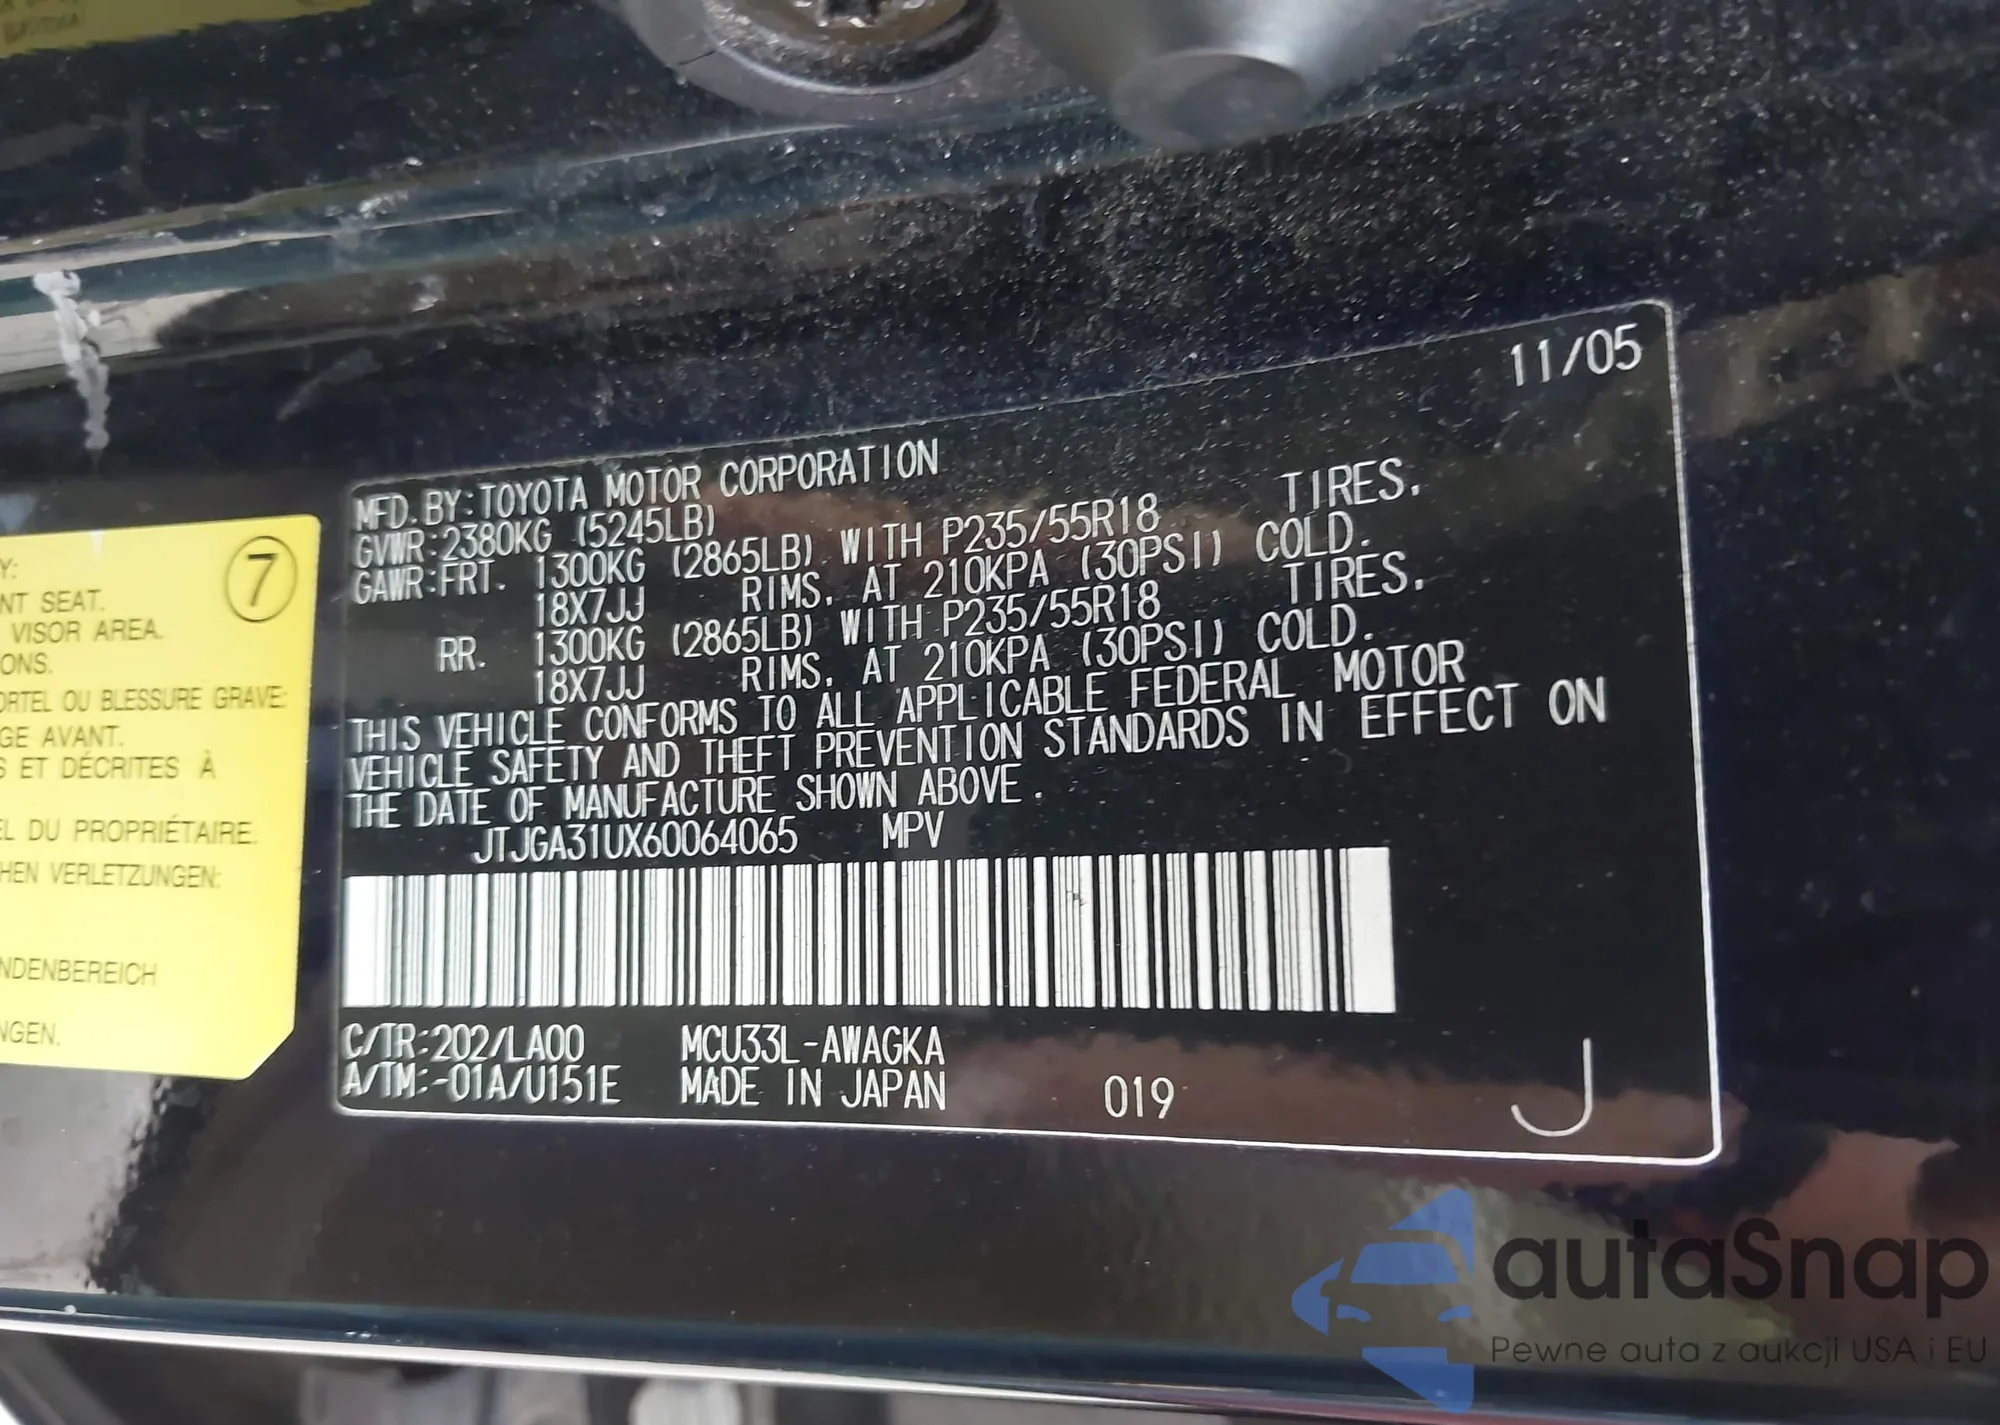 11/05
MFD. BY:TOYOTA MOTOR CORPORATION
GVWR:2380KG (5245LB)
GAWR:FRT. 1300KG (2865LB) WITH P235/55R18 TIRES.
18X7JJ RIMS, AT 210KPA (30PSI) COLD.
RR. 1300KG (2865LB) WITH P235/55R18 TIRES.
18X7JJ RIMS, AT 210KPA (30PSI) COLD.
THIS VEHICLE CONFORMS TO ALL APPLICABLE FEDERAL MOTOR
VEHICLE SAFETY AND THEFT PREVENTION STANDARDS IN EFFECT ON
THE DATE OF MANUFACTURE SHOWN ABOVE.
JTJGA31UX60064065 MPV
C/TR:202/LA00 MCU33L-AWAGKA
A/TM:-01A/U151E MADE IN JAPAN 019 J
7
Y:
NT SEAT.
VISOR AREA.
ONS.
ORTEL OU BLESSURE GRAVE:
GE AVANT.
S ET DÉCRITES À
EL DU PROPRIÉTAIRE.
HEN VERLETZUNGEN:
NDENBEREICH
NGEN.
autaSnap
Pewne auta z aukcji USA i EU